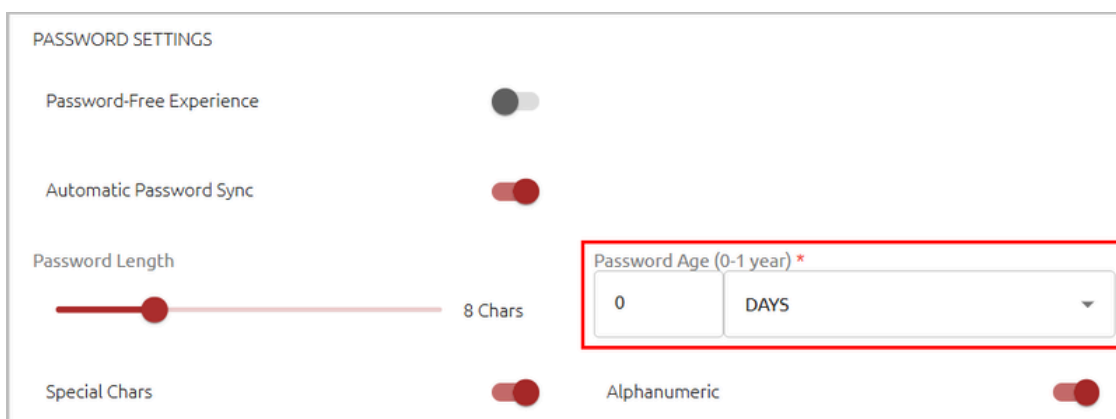 PASSWORD SETTINGS
Password-Free Experience
Automatic Password Sync
Password Length
8 Chars
Password Age (0-1 year) *
0
DAYS
Special Chars
Alphanumeric